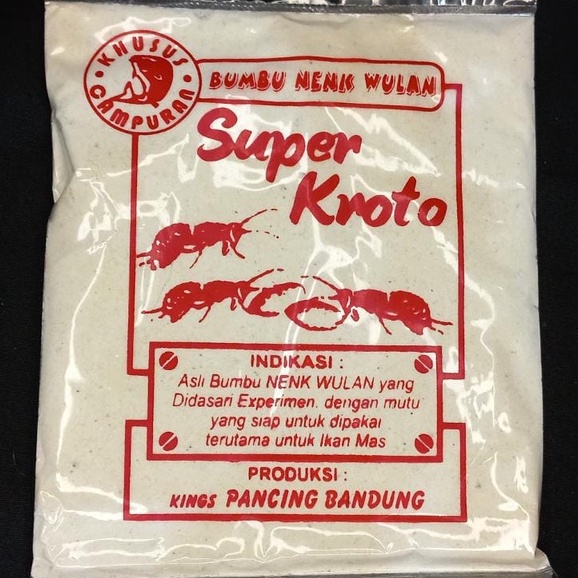 KHUSUS
CAMPURAN
BUMBU NENK WULAN
Super
Kroto
INDIKASI :
Asli Bumbu NENK WULAN yang
Didasari Experimen. dengan mutu
yang siap untuk dipakai
terutama untuk Ikan Mas
PRODUKSI :
KINGS PANCING BANDUNG